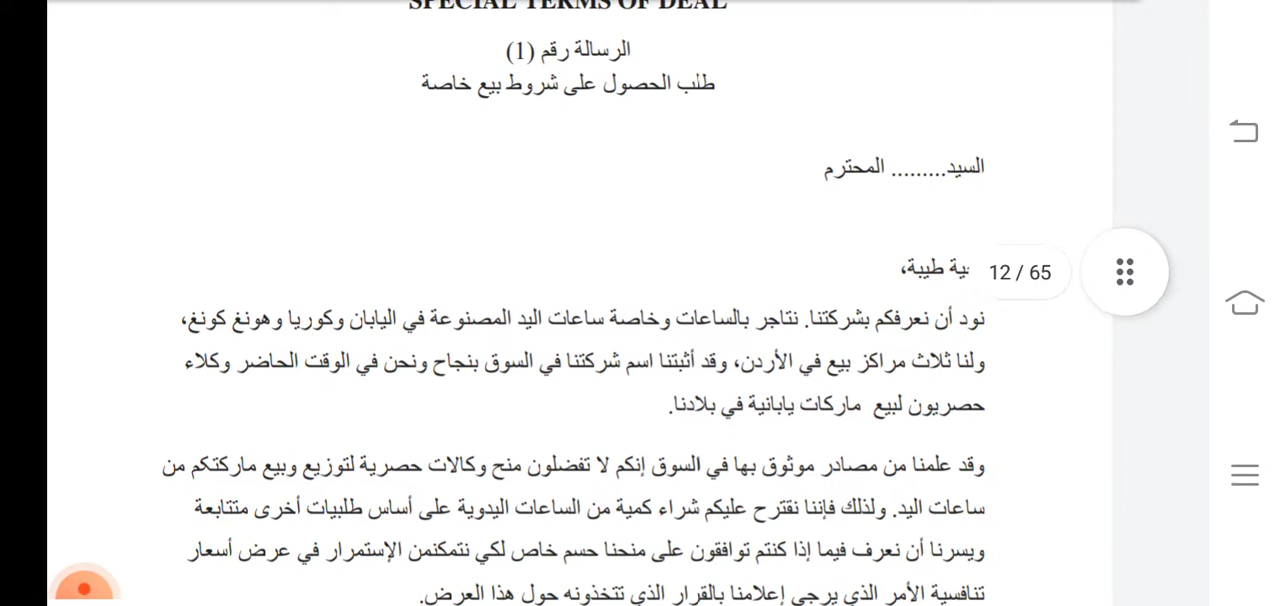 SPECIAL TERMS OF DEAL
الرسالة رقم (1)
طلب الحصول على شروط بيع خاصة
السيد......... المحترم
طيبة،
12 / 65
نود أن نعرفكم بشركتنا. نتاجر بالساعات وخاصة ساعات اليد المصنوعة في اليابان وكوريا وهونغ كونغ،
ولنا ثلاث مراكز بيع في الأردن، وقد أثبتنا اسم شركتنا في السوق بنجاح ونحن في الوقت الحاضر وكلاء
حصريون لبيع ماركات يابانية في بلادنا.
وقد علمنا من مصادر موثوق بها في السوق إنكم لا تفضلون منح وكالات حصرية لتوزيع وبيع ماركتكم من
ساعات اليد. ولذلك فإننا نقترح عليكم شراء كمية من الساعات اليدوية على أساس طلبيات أخرى متتابعة
ويسرنا أن نعرف فيما إذا كنتم توافقون على منحنا حسم خاص لكي نتمكنمن الإستمرار في عرض أسعار
تنافسية الأمر الذي يرجى إعلامنا بالقرار الذي تتخذونه حول هذا العرض.